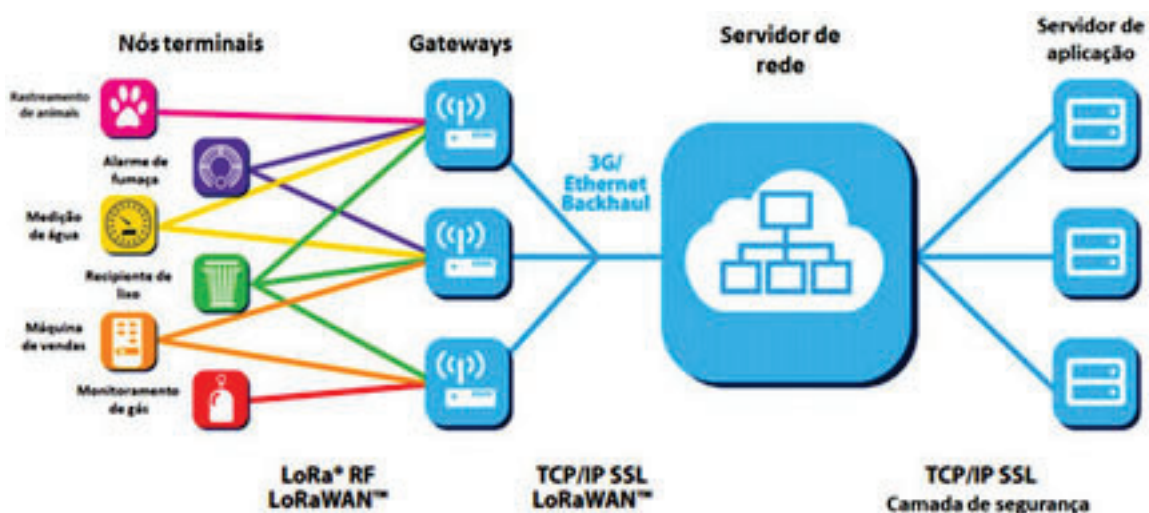 Nós terminais
Gateways
Servidor de
rede
Servidor de
aplicação
Rastreamento
de animais
Alarme de
fumaça
Medição
de água
Recipiente de
lixo
Máquina
de vendas
Monitoramento
de gás
3G/
Ethernet
Backhaul
LoRa® RF
LoRaWAN™
TCP/IP SSL
LoRaWAN™
TCP/IP SSL
Camada de segurança